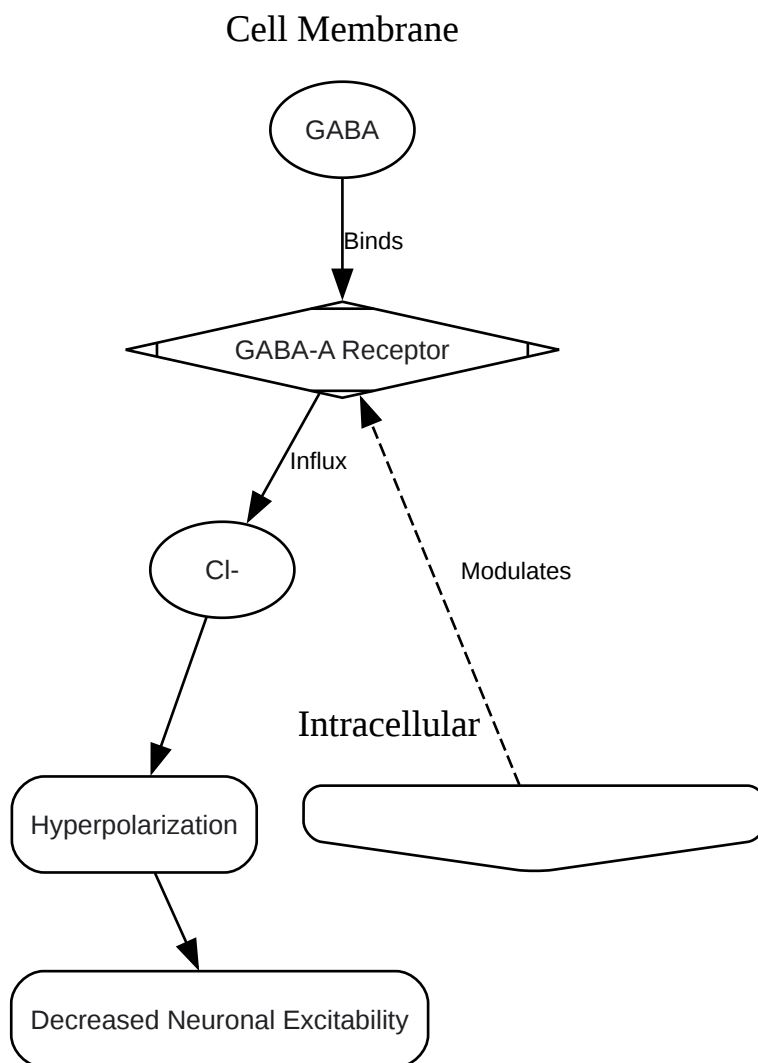 Cell Membrane
GABA
Binds
GABA-A Receptor
Influx
Cl-
Modulates
Intracellular
Hyperpolarization
Decreased Neuronal Excitability